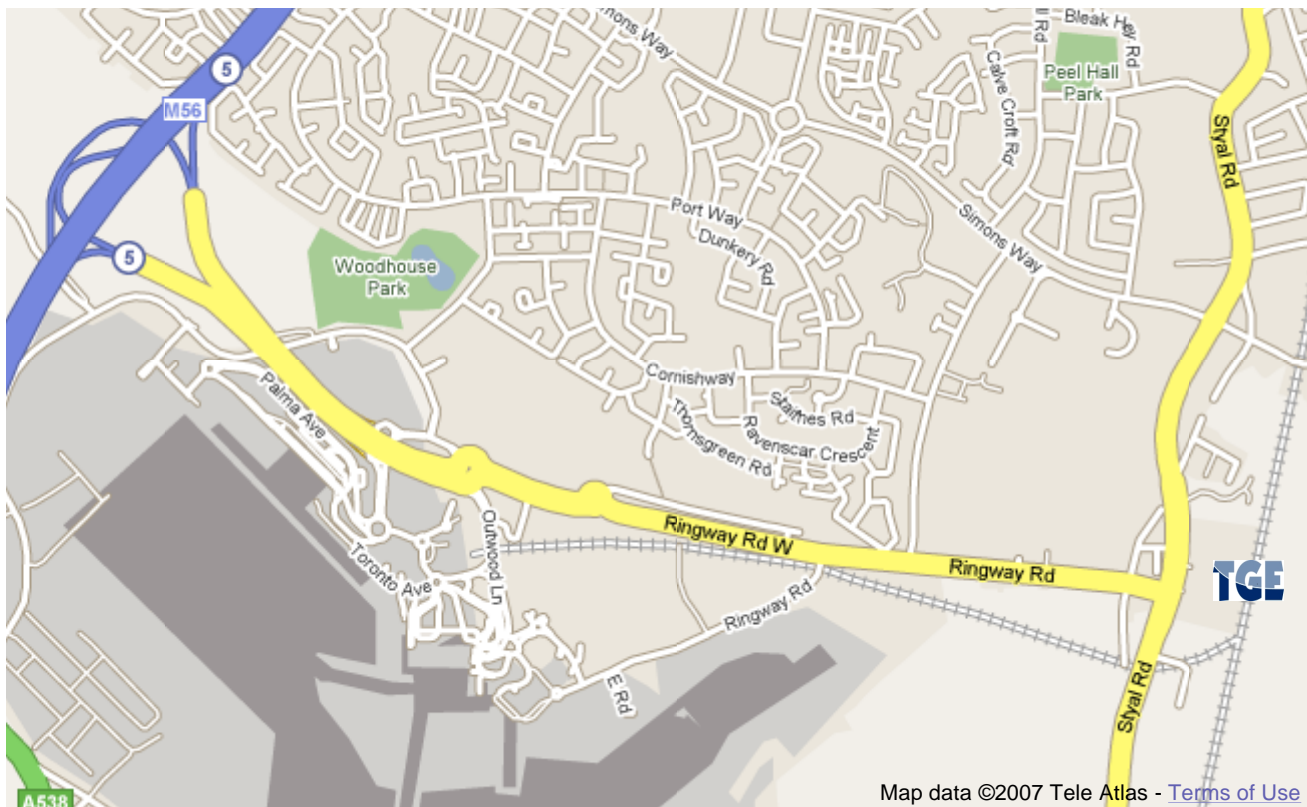 Simons Way
Bleak Hey Rd
Calve Croft Rd
Peel Hall
Park
Styal Rd
5
M56
Port Way
Dunkery Rd
Simons Way
5
Woodhouse
Park
Palma Ave
Cornishway
Staithes Rd
Thornsgreen Rd
Ravenscar Crescent
Outwood Ln
Toronto Ave
Ringway Rd W
Ringway Rd
TGE
Ringway Rd
E Rd
Styal Rd
A538
Map data ©2007 Tele Atlas - Terms of Use